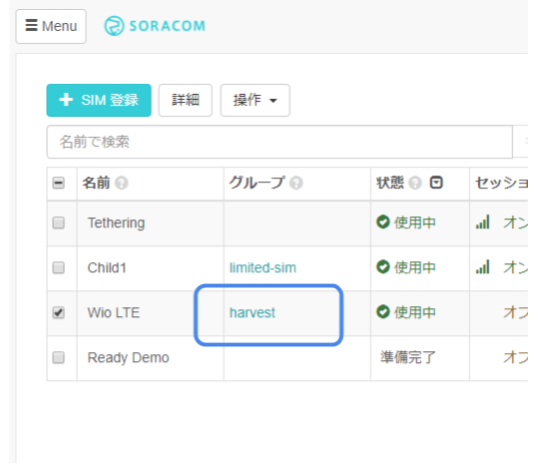 Menu SORACOM
SIM 登録 詳細 操作
名前で検索
名前 グループ 状態 セッショ
Tethering 使用中 オン
Child1 limited-sim 使用中 オン
Wio LTE harvest 使用中 オフ
Ready Demo 準備完了 オフ